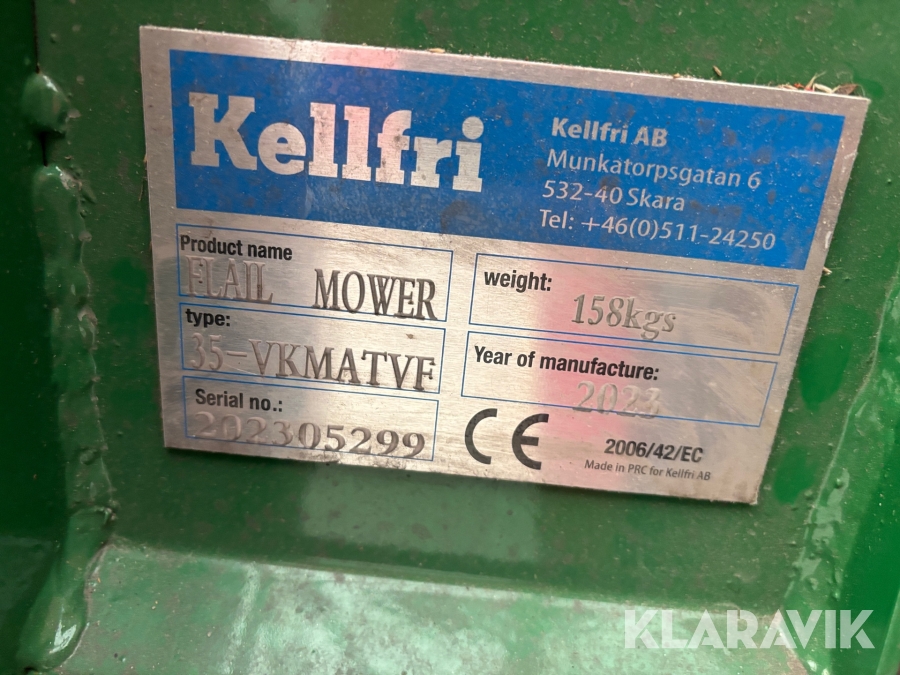 Kellfri
Kellfri AB
Munkatorpsgatan 6
532-40 Skara
Tel: +46(0)511-24250
Product name
FLAIL MOWER
weight:
158kgs
type:
35-VKMATVF
Year of manufacture:
2023
Serial no.:
202305299
CE
2006/42/EC
Made in PRC for Kellfri AB
KLARAVIK